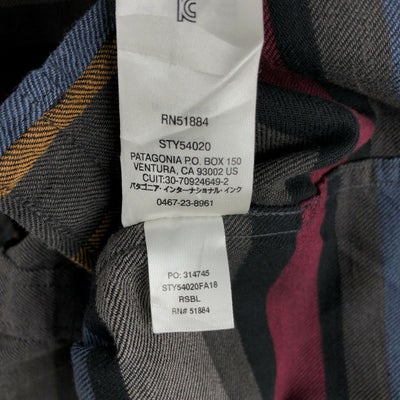 RN51884
STY54020
PATAGONIA P.O. BOX 150
VENTURA, CA 93002 US
CUIT:30-70924649-2
パタゴニア・インターナショナル・インク
0467-23-8961
PO: 314745
STY54020FA18
RSBL
RN# 51884